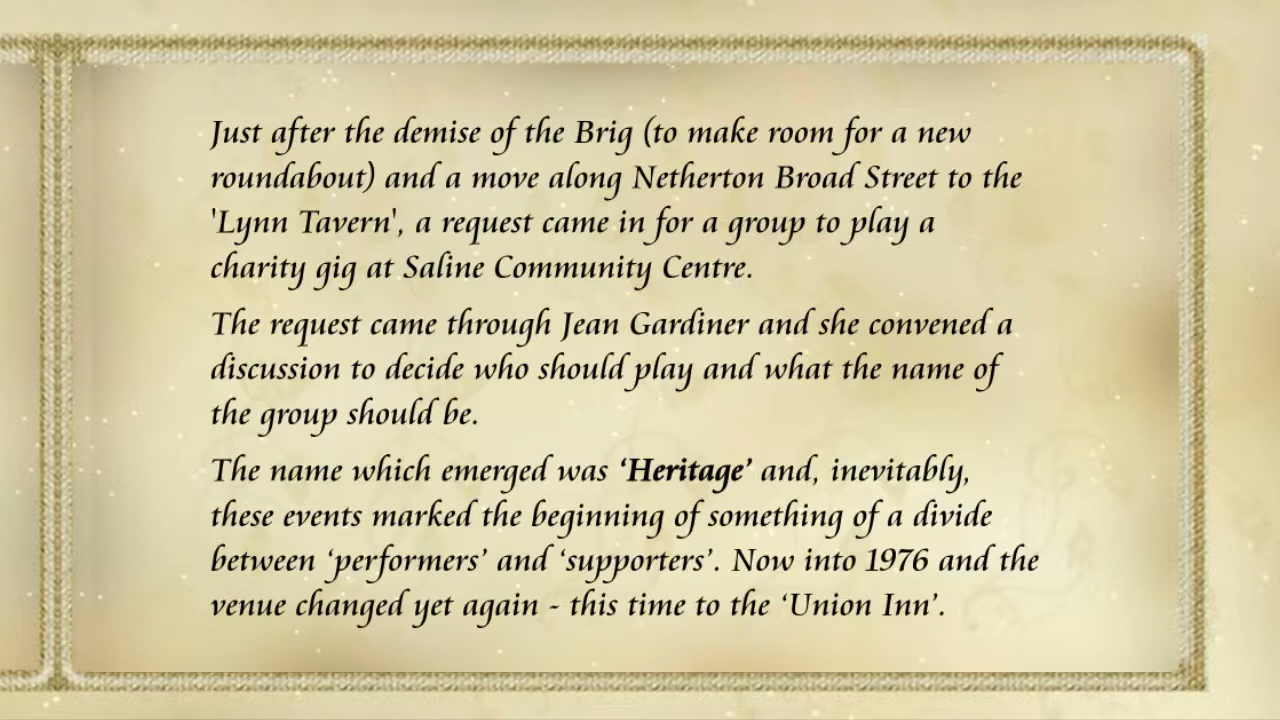 Just after the demise of the Brig (to make room for a new
roundabout) and a move along Netherton Broad Street to the
'Lynn Tavern', a request came in for a group to play a
charity gig at Saline Community Centre.
The request came through Jean Gardiner and she convened a
discussion to decide who should play and what the name of
the group should be.
The name which emerged was ‘Heritage’ and, inevitably,
these events marked the beginning of something of a divide
between ‘performers’ and ‘supporters’. Now into 1976 and the
venue changed yet again - this time to the ‘Union Inn’.